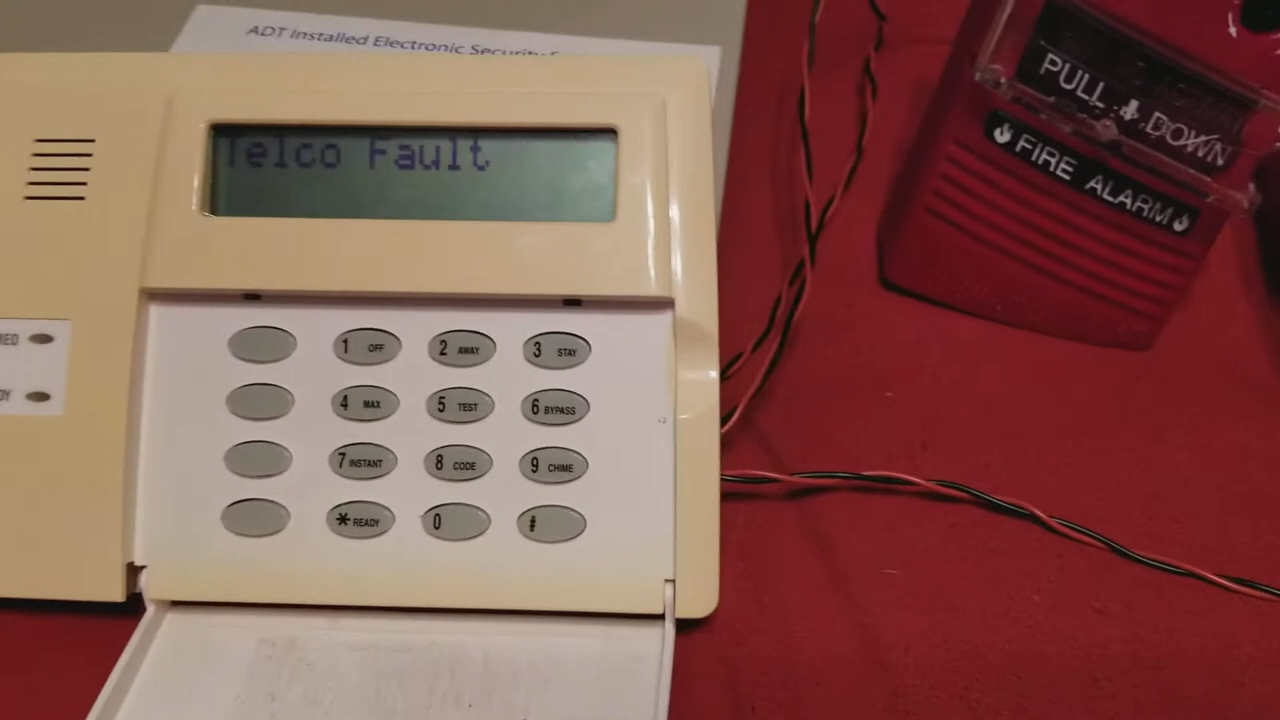 ADT Installed Electronic Security
Telco Fault
PULL DOWN
FIRE ALARM
1 OFF
2 AWAY
3 STAY
4 MAX
5 TEST
6 BYPASS
7 INSTANT
8 CODE
9 CHIME
* READY
0
#